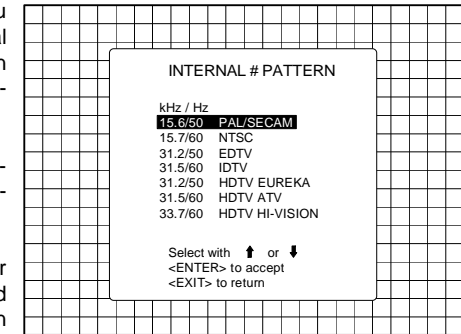 u
al
n
-
-
-
r
d
n
INTERNAL # PATTERN
kHz / Hz
15.6/50 PAL/SECAM
15.7/60 NTSC
31.2/50 EDTV
31.5/60 IDTV
31.2/50 HDTV EUREKA
31.5/60 HDTV ATV
33.7/60 HDTV HI-VISION
Select with ⬆ or ⬇
<ENTER> to accept
<EXIT> to return